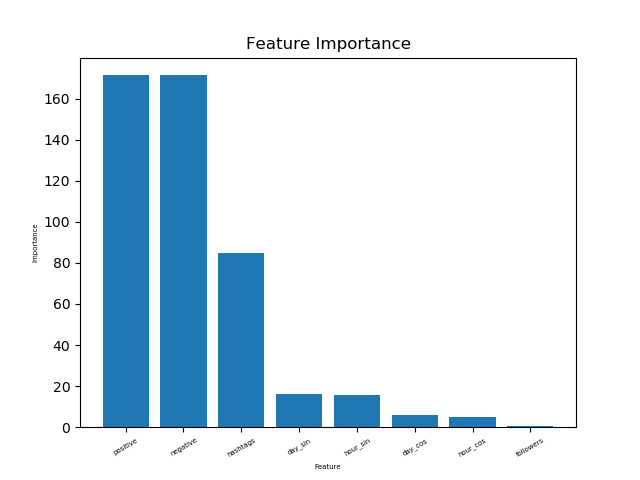 Feature Importance
160
140
120
100
80
60
40
20
0
Importance
positive
negative
hashtags
day_sin
hour_sin
day_cos
hour_cos
followers
Feature